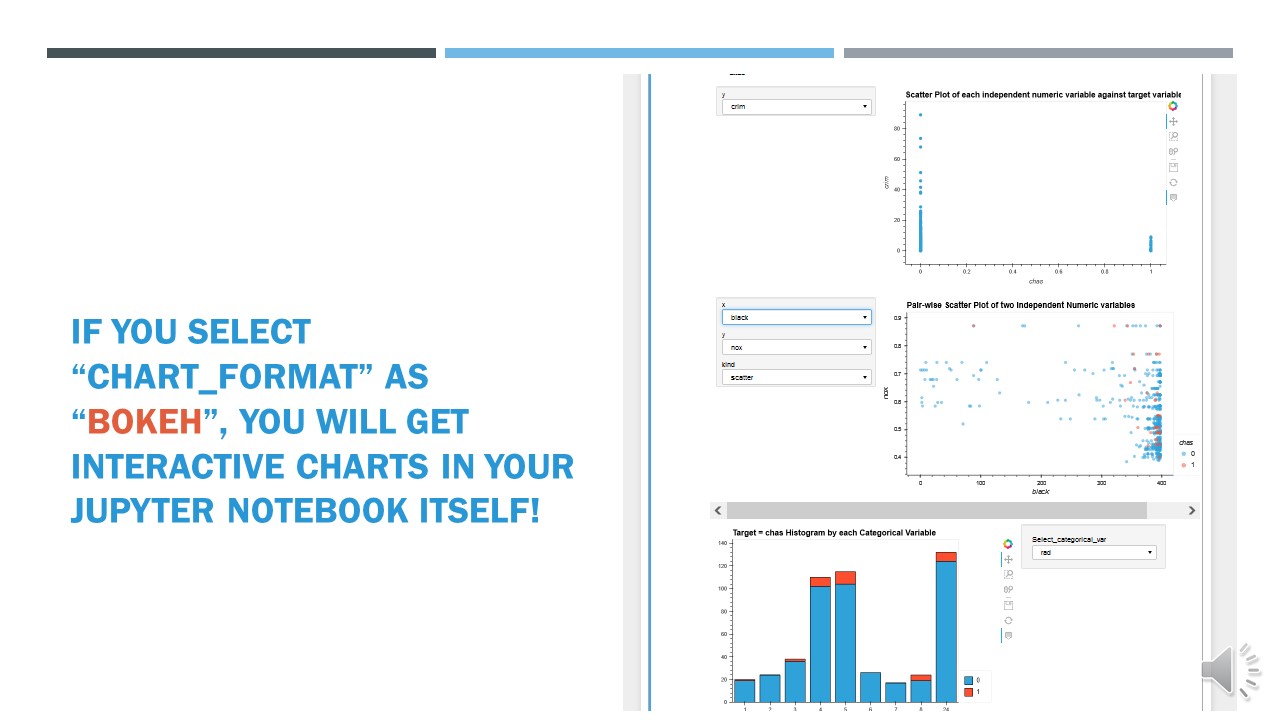 IF YOU SELECT
“CHART_FORMAT” AS
“BOKEH”, YOU WILL GET
INTERACTIVE CHARTS IN YOUR
JUPYTER NOTEBOOK ITSELF!
y
crim
Scatter Plot of each independent numeric variable against target variable
80
60
40
20
0
crim
0 0.2 0.4 0.6 0.8 1
chas
x
black
y
nox
kind
scatter
Pair-wise Scatter Plot of two Independent Numeric variables
0.9
0.8
0.7
0.6
0.5
0.4
nox
0 100 200 300 400
black
chas
0
1
Target = chas Histogram by each Categorical Variable
140
120
100
80
60
40
20
0
1 2 3 4 5 6 7 8 24
0
1
Select_categorical_var
rad